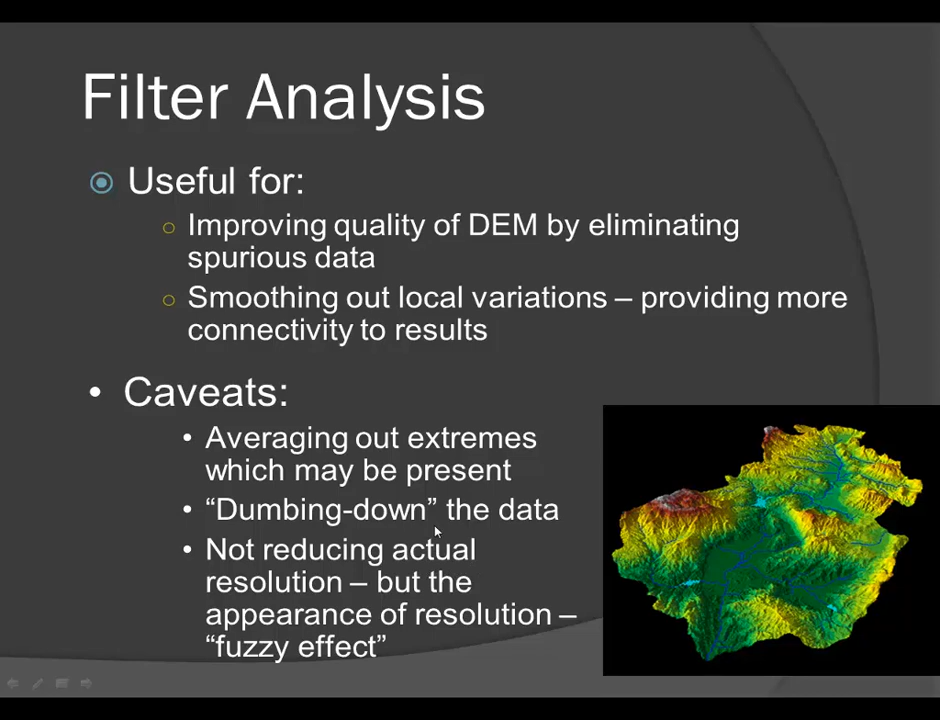 Filter Analysis
Useful for:
Improving quality of DEM by eliminating
spurious data
Smoothing out local variations – providing more
connectivity to results
Caveats:
Averaging out extremes
which may be present
“Dumbing-down” the data
Not reducing actual
resolution – but the
appearance of resolution –
“fuzzy effect”